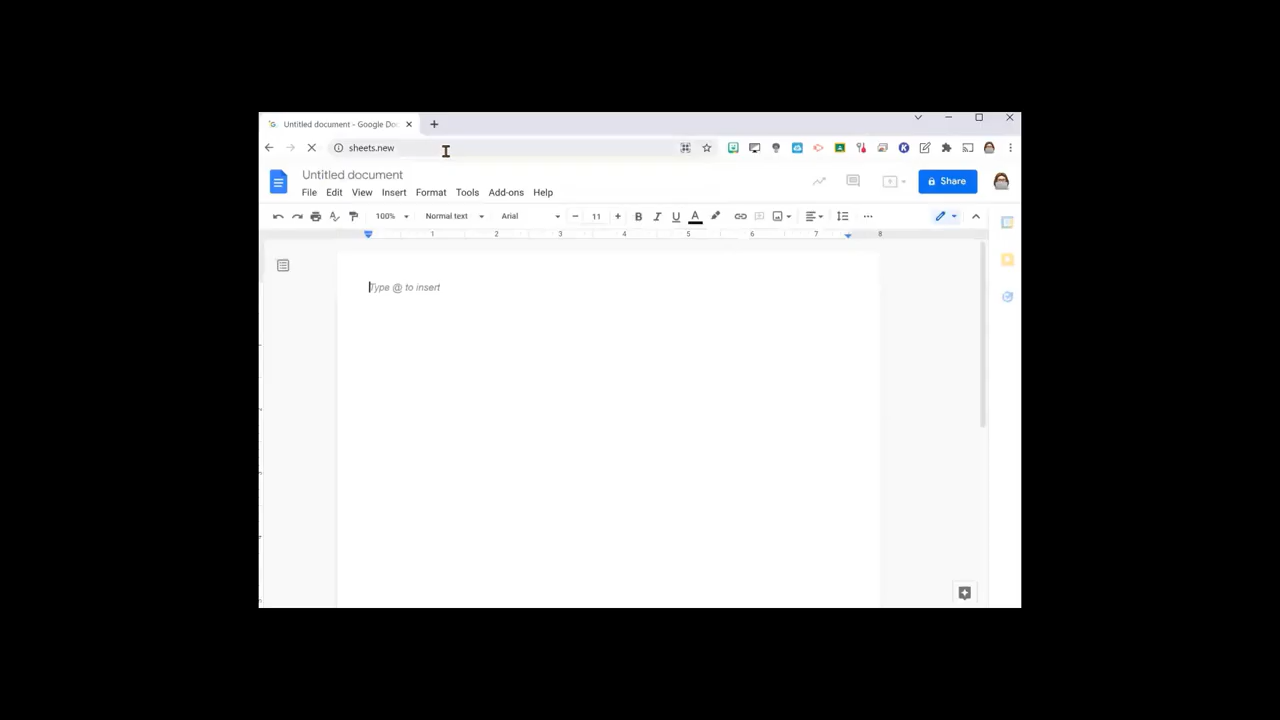 Untitled document - Google Doc
sheets.new
Untitled document
File Edit View Insert Format Tools Add-ons Help
Share
100% Normal text Arial 11
1 2 3 4 5 6 7 8
Type @ to insert